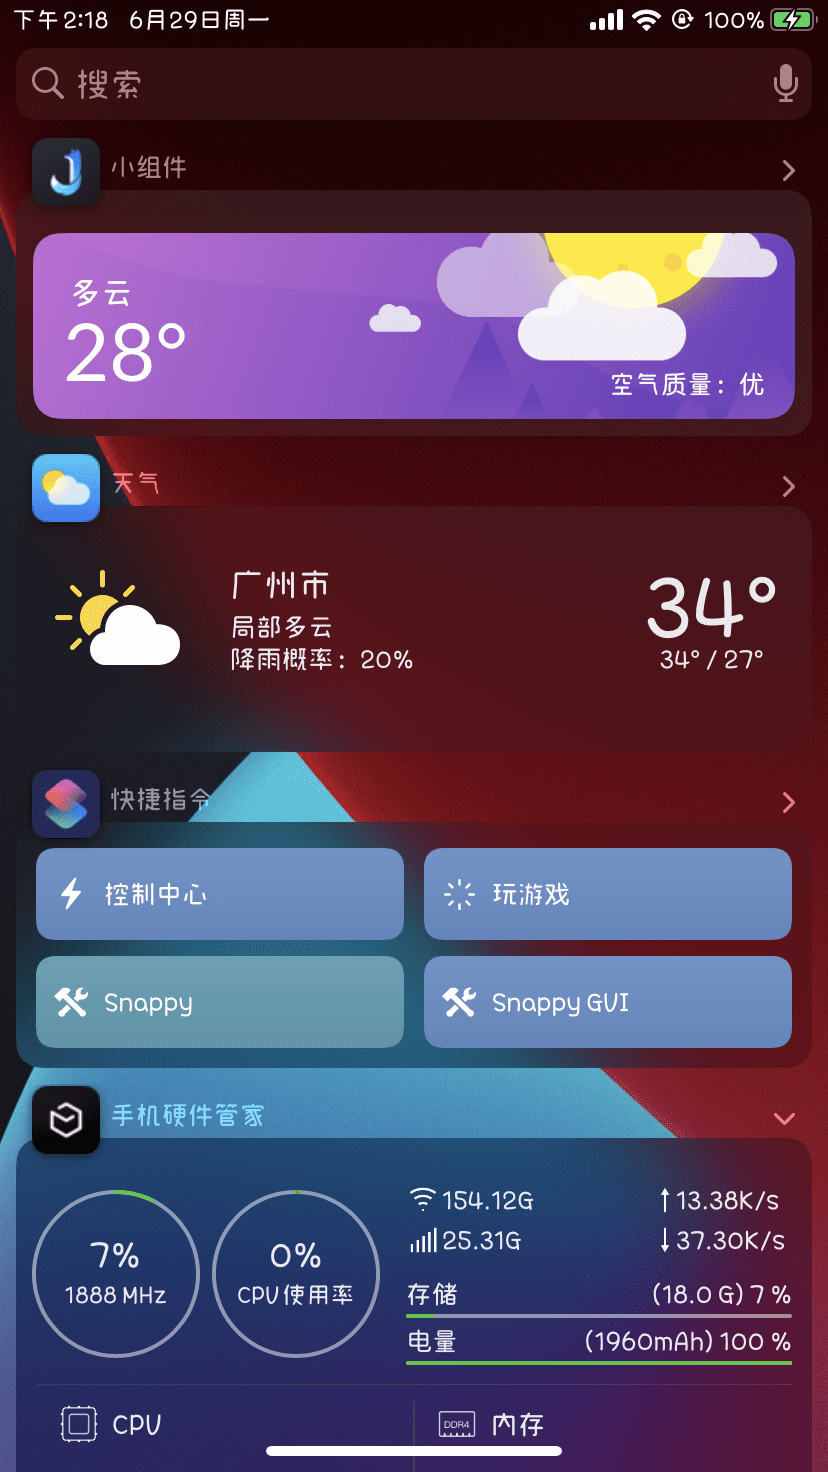 下午2:18 6月29日周一 100%
搜索
小组件
多云
28°
空气质量：优
天气
广州市
局部多云
降雨概率：20%
34°
34° / 27°
快捷指令
控制中心
玩游戏
Snappy
Snappy GUI
手机硬件管家
7%
1888 MHz
0%
CPU 使用率
154.12G
13.38K/s
25.31G
37.30K/s
存储 (18.0 G) 7 %
电量 (1960mAh) 100 %
CPU
DDR4 内存